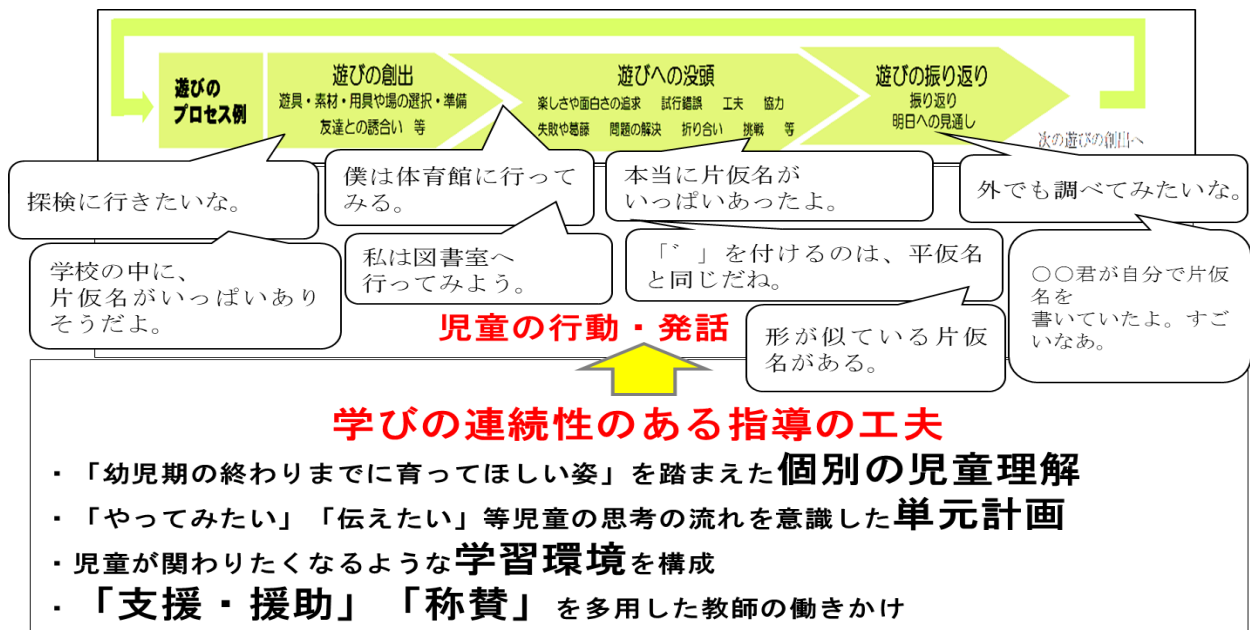 遊びの
プロセス例
遊びの創出
遊具・素材・用具や場の選択・準備
友達との誘合い 等
遊びへの没頭
楽しさや面白さの追求 試行錯誤 工夫 協力
失敗や葛藤 問題の解決 折り合い 挑戦 等
遊びの振り返り
振り返り
明日への見通し
次の遊びの創出へ
探検に行きたいな。
学校の中に、
片仮名がいっぱいあり
そうだよ。
僕は体育館に行って
みる。
私は図書室へ
行ってみよう。
本当に片仮名が
いっぱいあったよ。
「゛」を付けるのは、平仮名
と同じだね。
形が似ている片仮
名がある。
外でも調べてみたいな。
〇〇君が自分で片仮
名を
書いていたよ。すご
いなあ。
児童の行動・発話
学びの連続性のある指導の工夫
・「幼児期の終わりまでに育ってほしい姿」を踏まえた個別の児童理解
・「やってみたい」「伝えたい」等児童の思考の流れを意識した単元計画
・児童が関わりたくなるような学習環境を構成
・「支援・援助」「称賛」を多用した教師の働きかけ